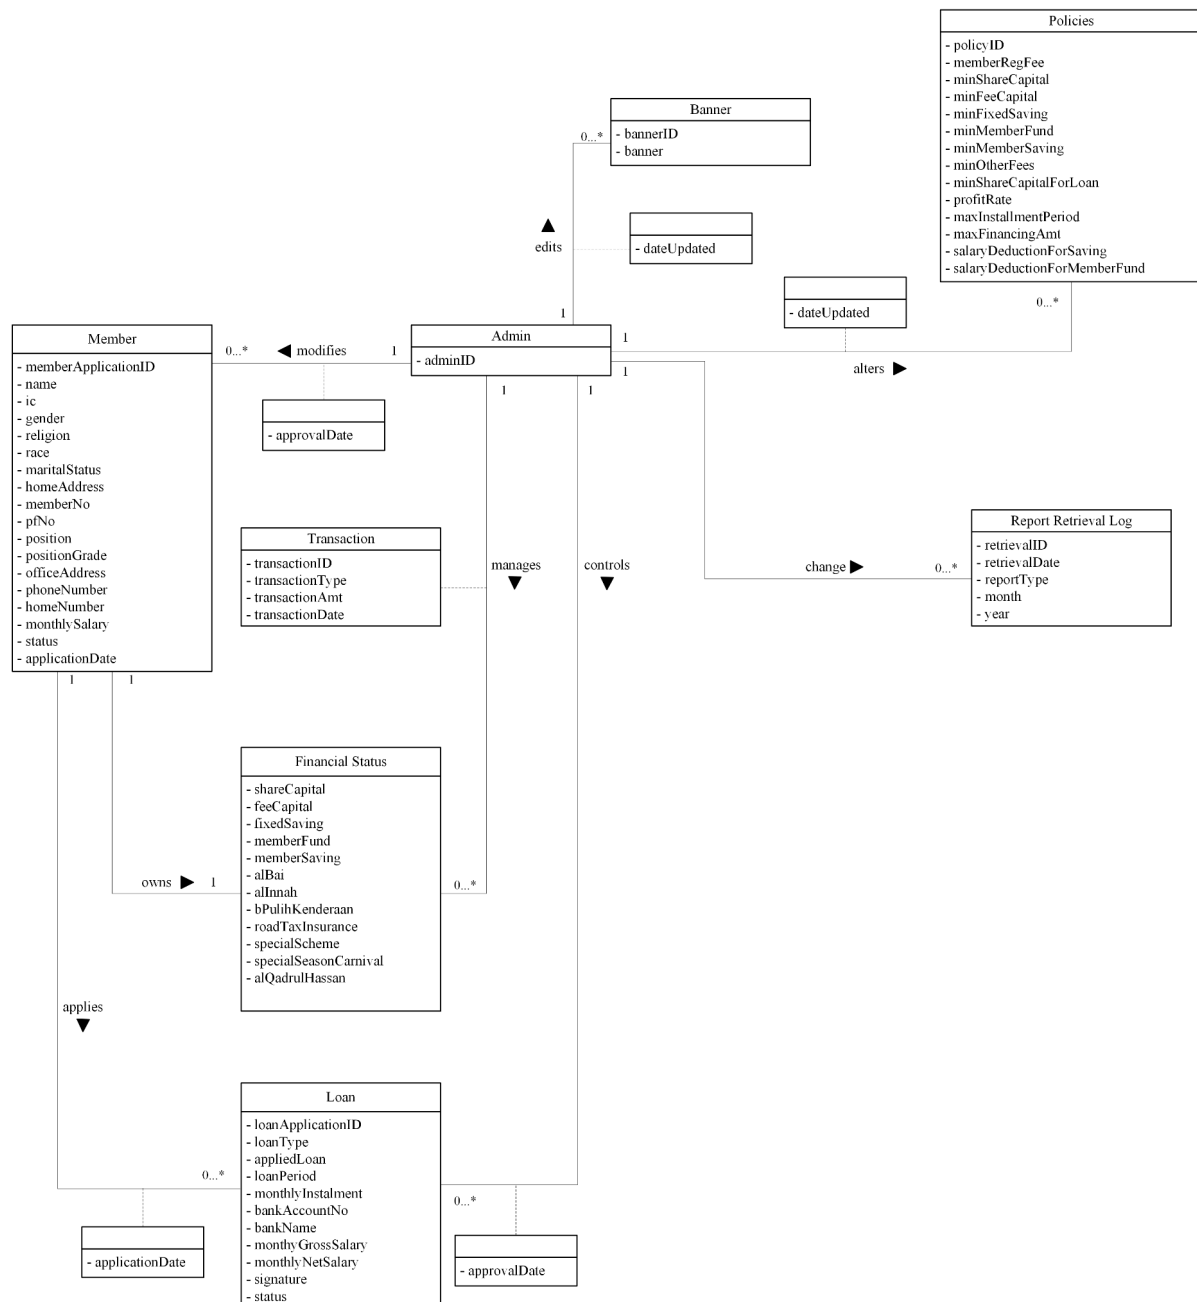 Policies
- policyID
- memberRegFee
- minShareCapital
- minFeeCapital
- minFixedSaving
- minMemberFund
- minMemberSaving
- minOtherFees
- minShareCapitalForLoan
- profitRate
- maxInstallmentPeriod
- maxFinancingAmt
- salaryDeductionForSaving
- salaryDeductionForMemberFund
0...*
Banner
- bannerID
- banner
0...*
edits
- dateUpdated
1
- dateUpdated
1
alters
Admin
- adminID
1
modifies
0...*
- approvalDate
Member
- memberApplicationID
- name
- ic
- gender
- religion
- race
- maritalStatus
- homeAddress
- memberNo
- pfNo
- position
- positionGrade
- officeAddress
- phoneNumber
- homeNumber
- monthlySalary
- status
- applicationDate
1
1
1
1
1
Transaction
- transactionID
- transactionType
- transactionAmt
- transactionDate
manages
controls
change
0...*
Report Retrieval Log
- retrievalID
- retrievalDate
- reportType
- month
- year
Financial Status
- shareCapital
- feeCapital
- fixedSaving
- memberFund
- memberSaving
- alBai
- alInnah
- bPulihKenderaan
- roadTaxInsurance
- specialScheme
- specialSeasonCarnival
- alQadrulHassan
owns
1
0...*
applies
Loan
- loanApplicationID
- loanType
- appliedLoan
- loanPeriod
- monthlyInstalment
- bankAccountNo
- bankName
- monthyGrossSalary
- monthlyNetSalary
- signature
- status
0...*
0...*
- applicationDate
- approvalDate